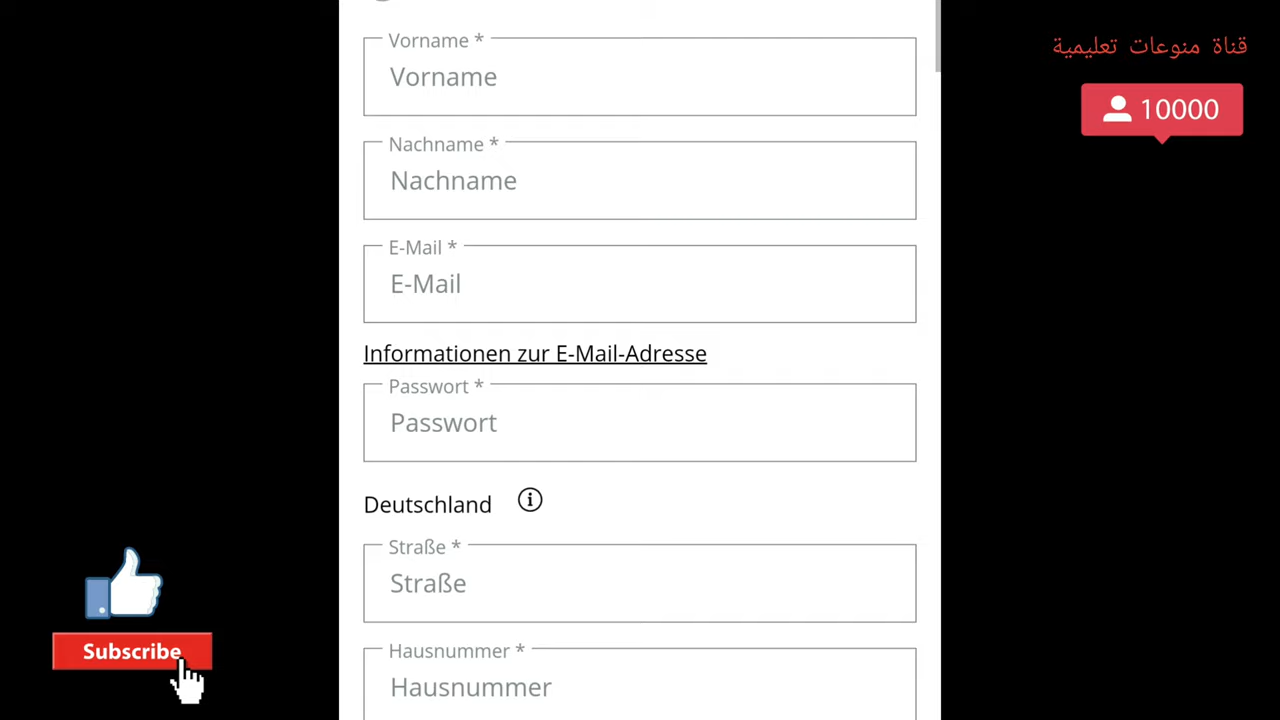 Vorname *
Vorname
قناة منوعات تعليمية
10000
Nachname *
Nachname
E-Mail *
E-Mail
Informationen zur E-Mail-Adresse
Passwort *
Passwort
Deutschland
Straße *
Straße
Subscribe
Hausnummer *
Hausnummer